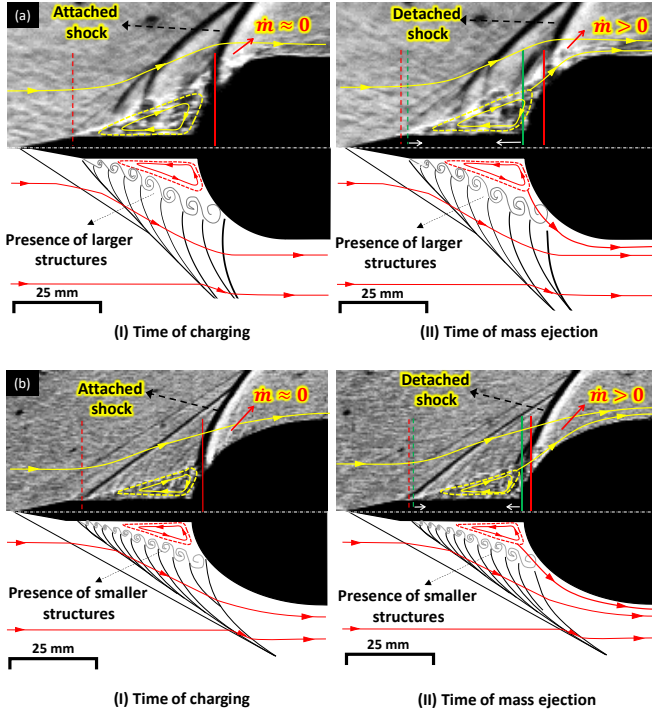 (a)
Attached
shock
ṁ ≈ 0
Presence of larger
structures
25 mm
(I) Time of charging
Detached
shock
ṁ > 0
Presence of larger
structures
25 mm
(II) Time of mass ejection
(b)
Attached
shock
ṁ ≈ 0
Presence of smaller
structures
25 mm
(I) Time of charging
Detached
shock
ṁ > 0
Presence of smaller
structures
25 mm
(II) Time of mass ejection